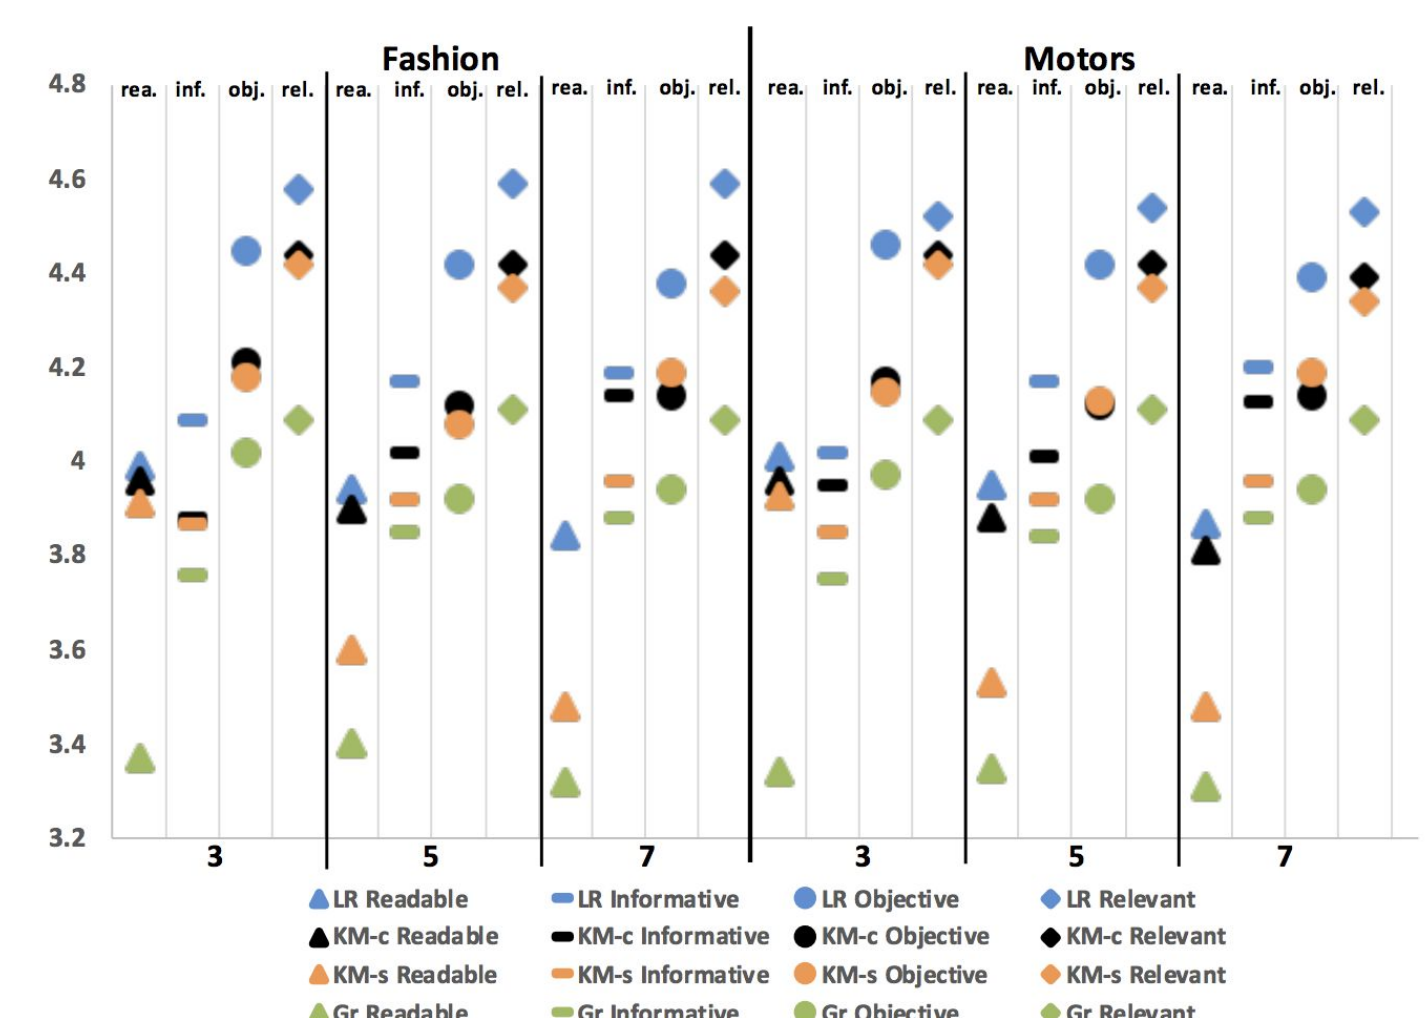 Fashion Motors
4.8 rea. inf. obj. rel. rea. inf. obj. rel. rea. inf. obj. rel. rea. inf. obj. rel. rea. inf. obj. rel. rea. inf. obj. rel.
4.6
4.4
4.2
4
3.8
3.6
3.4
3.2
3 5 7 3 5 7
LR Readable LR Informative LR Objective LR Relevant
KM-c Readable KM-c Informative KM-c Objective KM-c Relevant
KM-s Readable KM-s Informative KM-s Objective KM-s Relevant
Gr Readable Gr Informative Gr Objective Gr Relevant